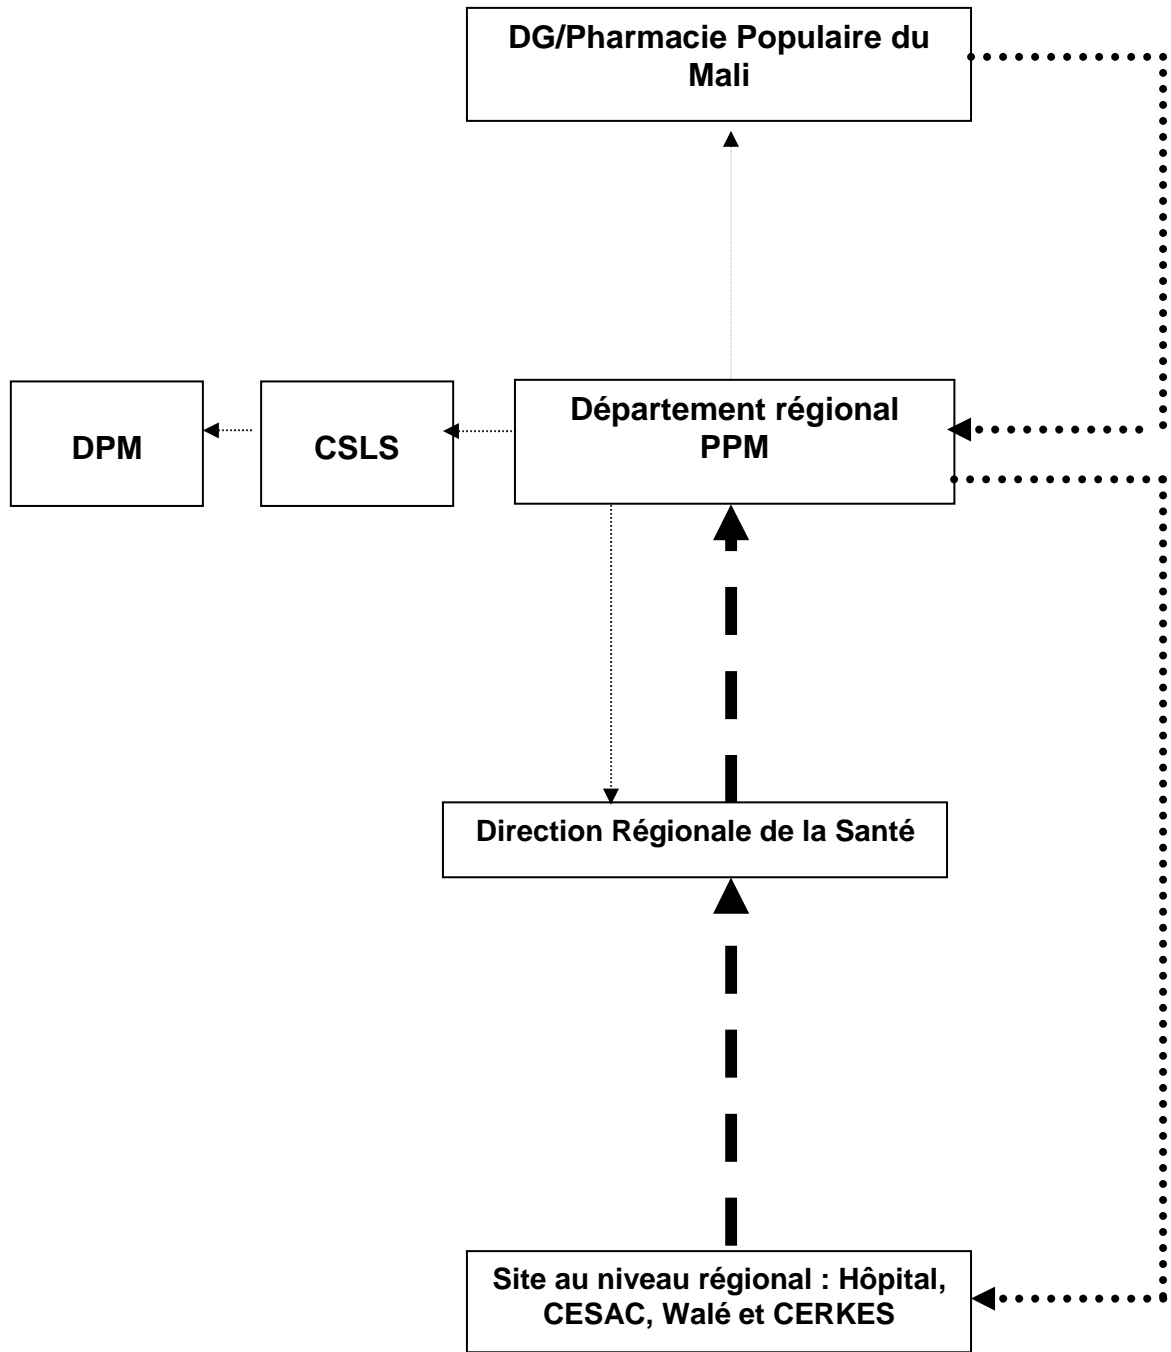 DG/Pharmacie Populaire du
Mali
DPM
CSLS
Département régional
PPM
Direction Régionale de la Santé
Site au niveau régional : Hôpital,
CESAC, Walé et CERKES